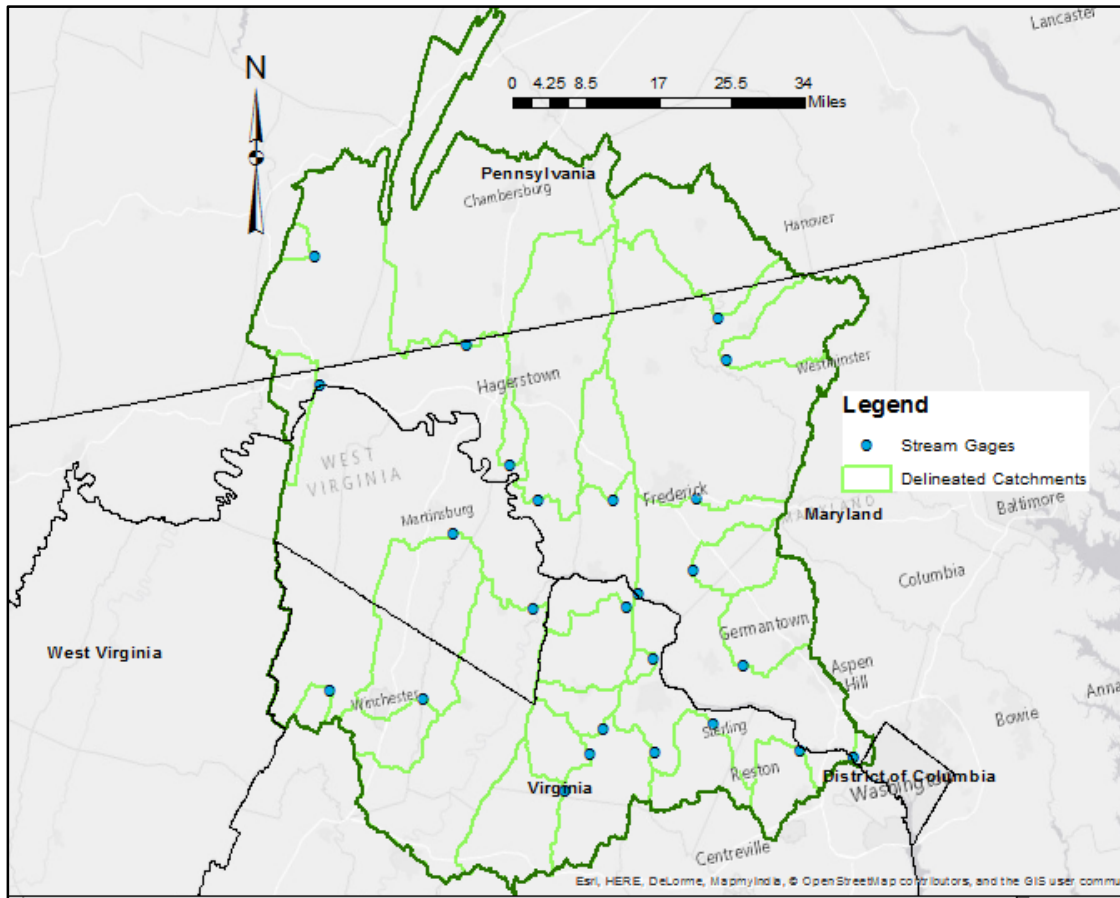 Lancaster
N
0 4.25 8.5 17 25.5 34
Miles
Pennsylvania
Chambersburg
Hanover
Hagerstown
Westminster
Legend
Stream Gages
Delineated Catchments
WEST
VIRGINIA
Frederick
MARYLAND
Maryland
Baltimore
Martinsburg
Columbia
Germantown
West Virginia
Aspen
Hill
Anna
Winchester
Bowie
Sterling
Reston
District of Columbia
Washington
Virginia
Centreville
Esri, HERE, DeLorme, MapmyIndia, © OpenStreetMap contributors, and the GIS user commu